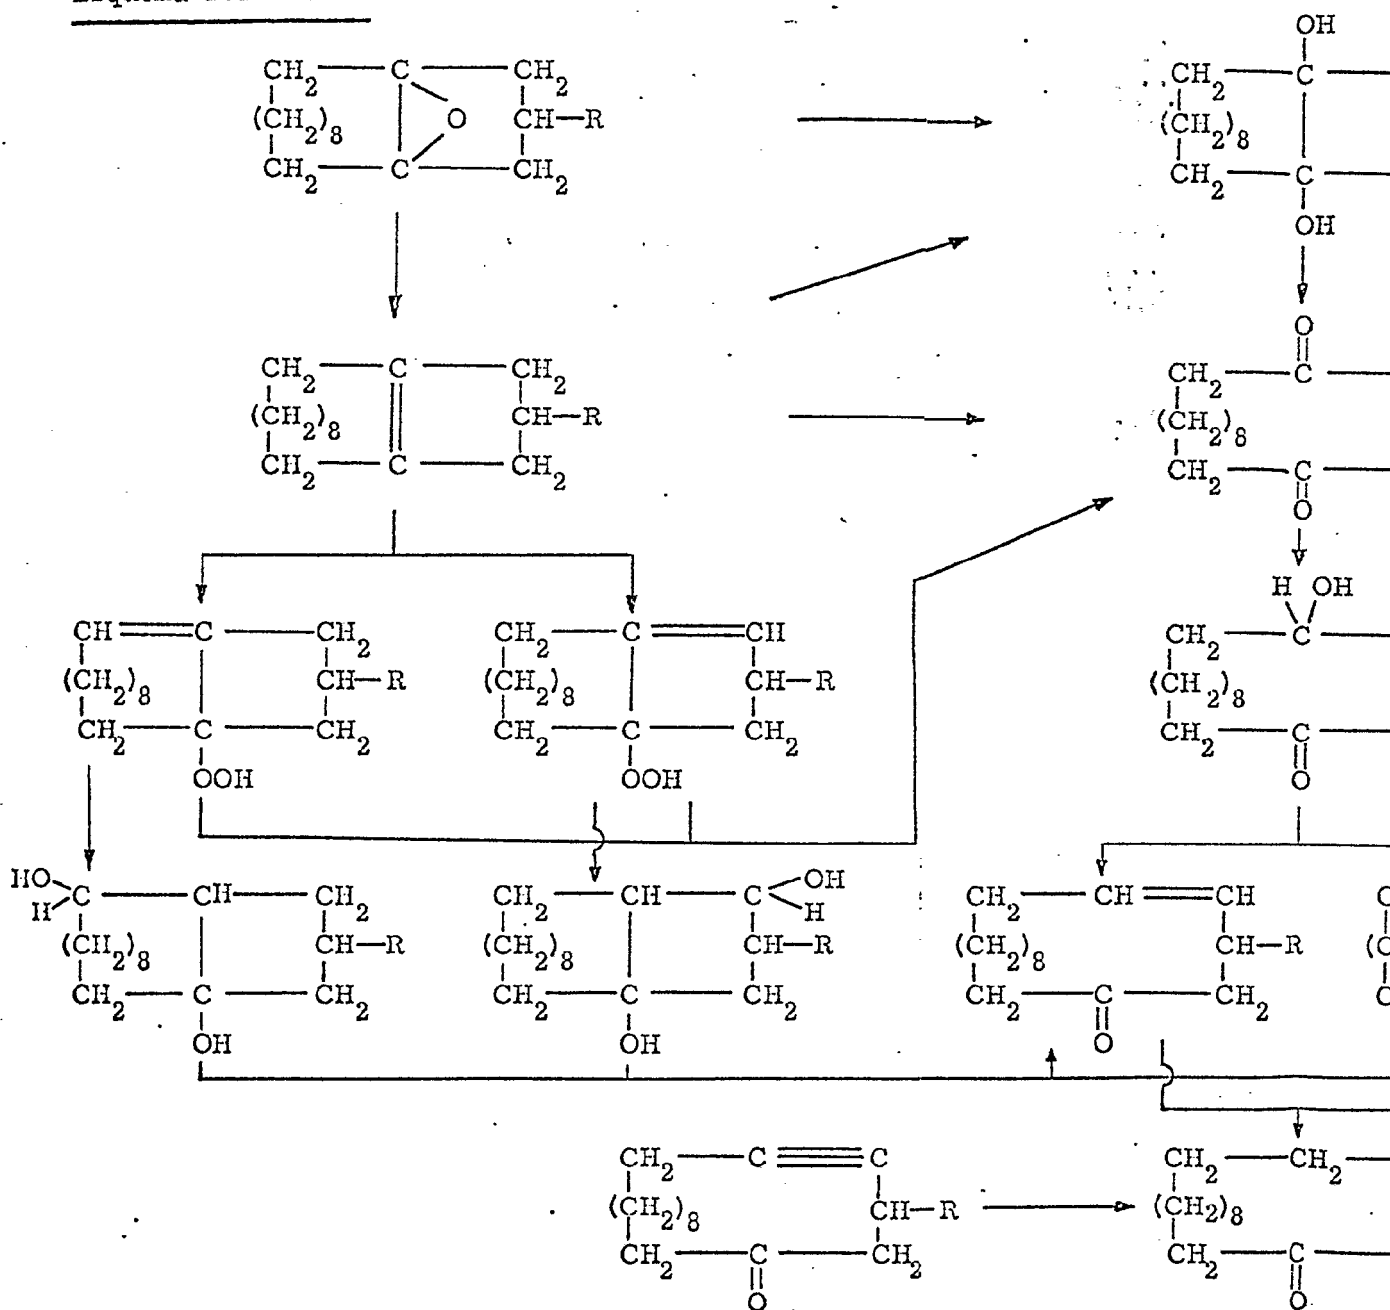 OH
CH2 C CH2 CH2 C
(CH2)8 O CH—R (CH2)8
CH2 C CH2 CH2 C
OH
O
CH2 C CH2 CH2 C
(CH2)8 CH—R (CH2)8
CH2 C CH2 CH2 C
O
H OH
CH C CH2 CH2 C CH CH2 C
(CH2)8 CH—R (CH2)8 CH—R (CH2)8
CH2 C CH2 CH2 C CH2 CH2 C
OOH OOH O
HO C CH CH2 CH2 CH C OH CH2 CH CH
H H
(CH2)8 CH—R (CH2)8 CH—R (CH2)8 CH—R
CH2 C CH2 CH2 C CH2 CH2 C CH2
OH OH O
CH2 C C CH2 CH2
(CH2)8 CH—R (CH2)8
CH2 C CH2 CH2 C
O O